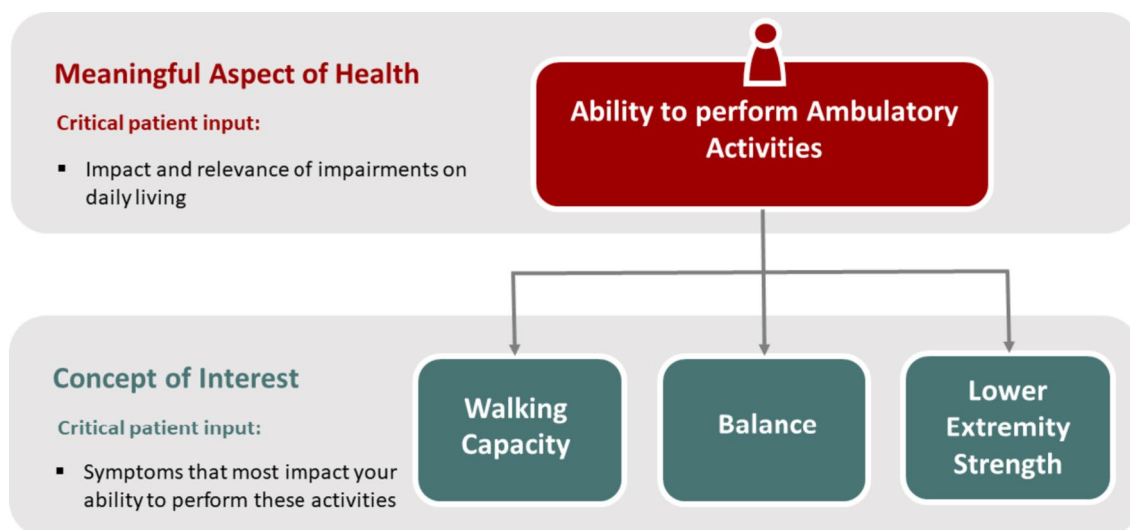 Meaningful Aspect of Health
Critical patient input:
▪ Impact and relevance of impairments on
daily living
Ability to perform Ambulatory
Activities
Concept of Interest
Critical patient input:
▪ Symptoms that most impact your
ability to perform these activities
Walking
Capacity
Balance
Lower
Extremity
Strength